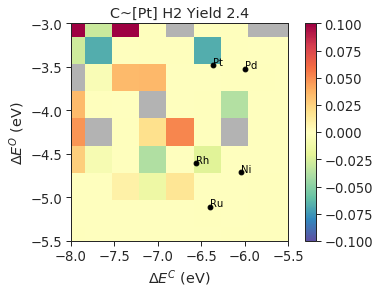 C~[Pt] H2 Yield 2.4
−3.0
−3.5
−4.0
−4.5
−5.0
−5.5
ΔE^O (eV)
Pt
Pd
Rh
Ni
Ru
−8.0 −7.5 −7.0 −6.5 −6.0 −5.5
ΔE^C (eV)
0.100
0.075
0.050
0.025
0.000
−0.025
−0.050
−0.075
−0.100